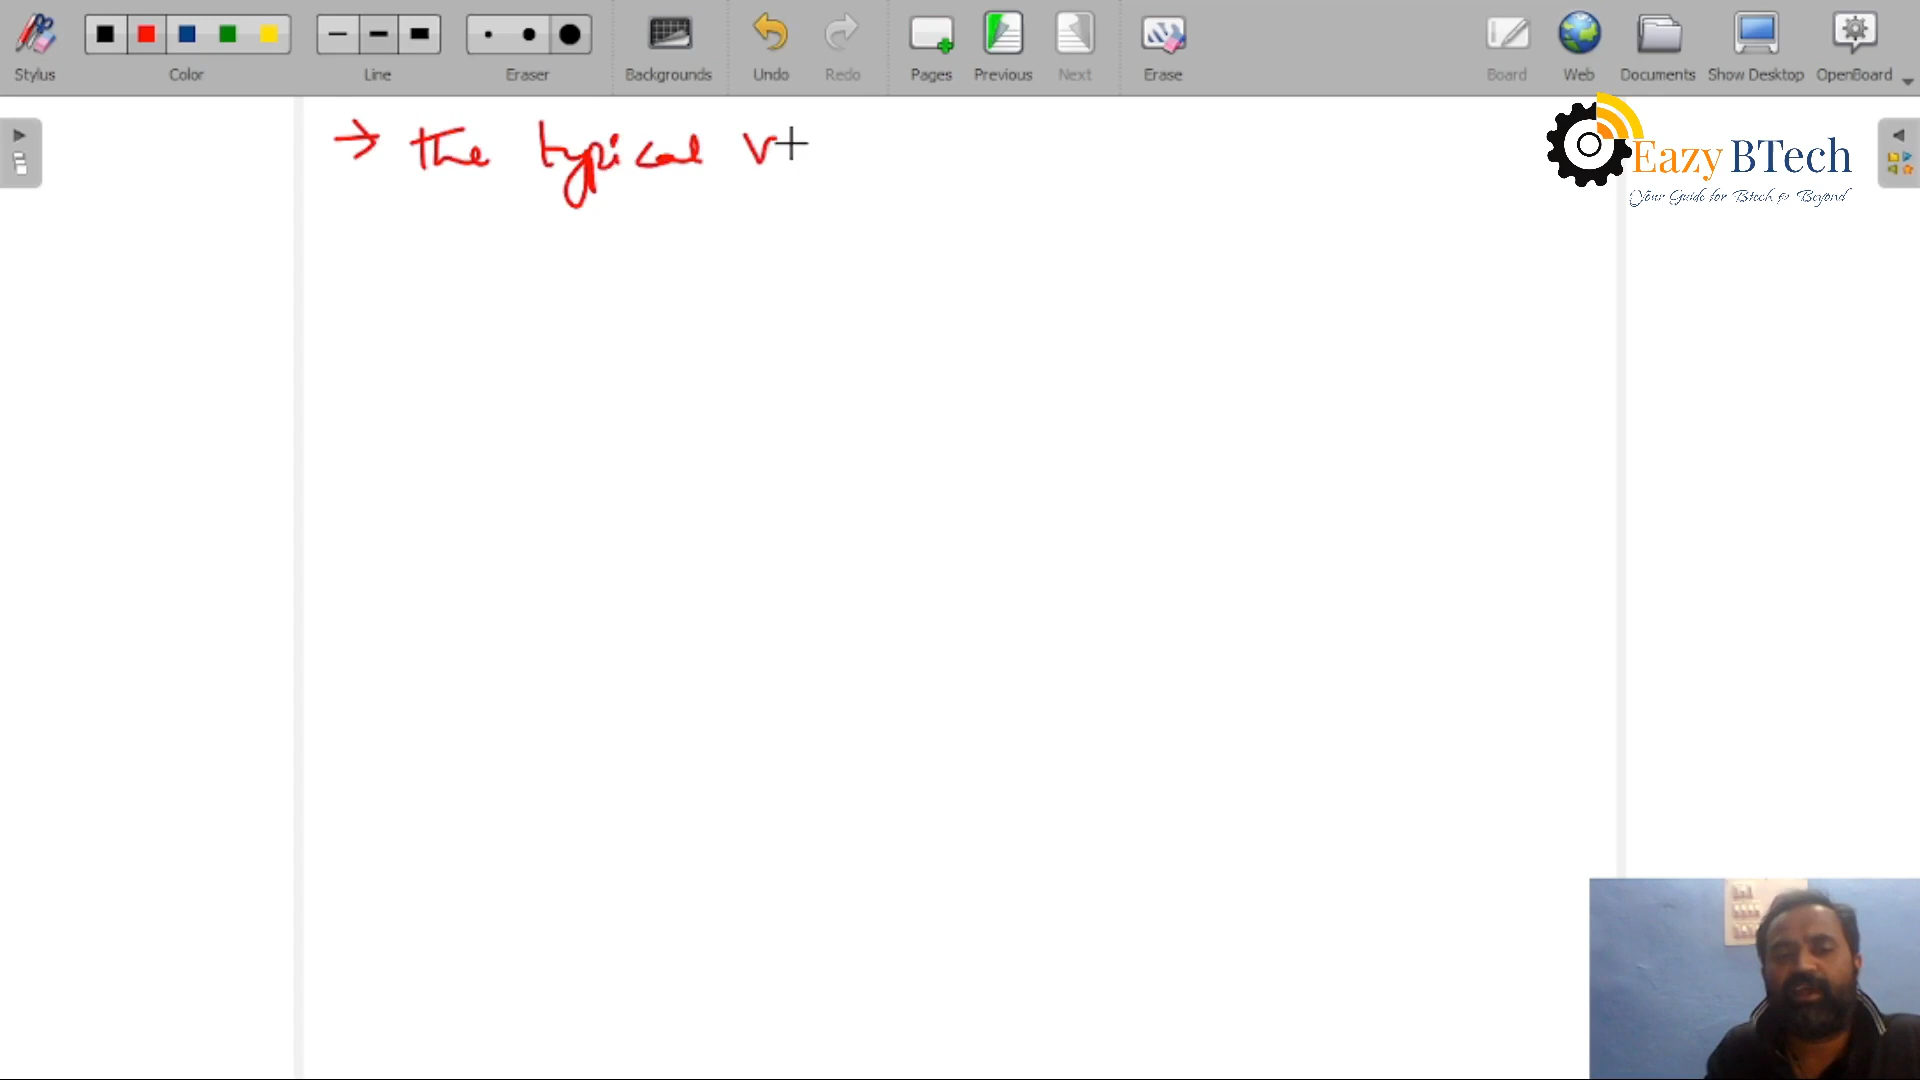 Stylus
Color
Line
Eraser
Backgrounds
Undo
Redo
Pages
Previous
Next
Erase
Board
Web
Documents
Show Desktop
OpenBoard
→ the typical v
Eazy BTech
Your Guide for Btech & Beyond